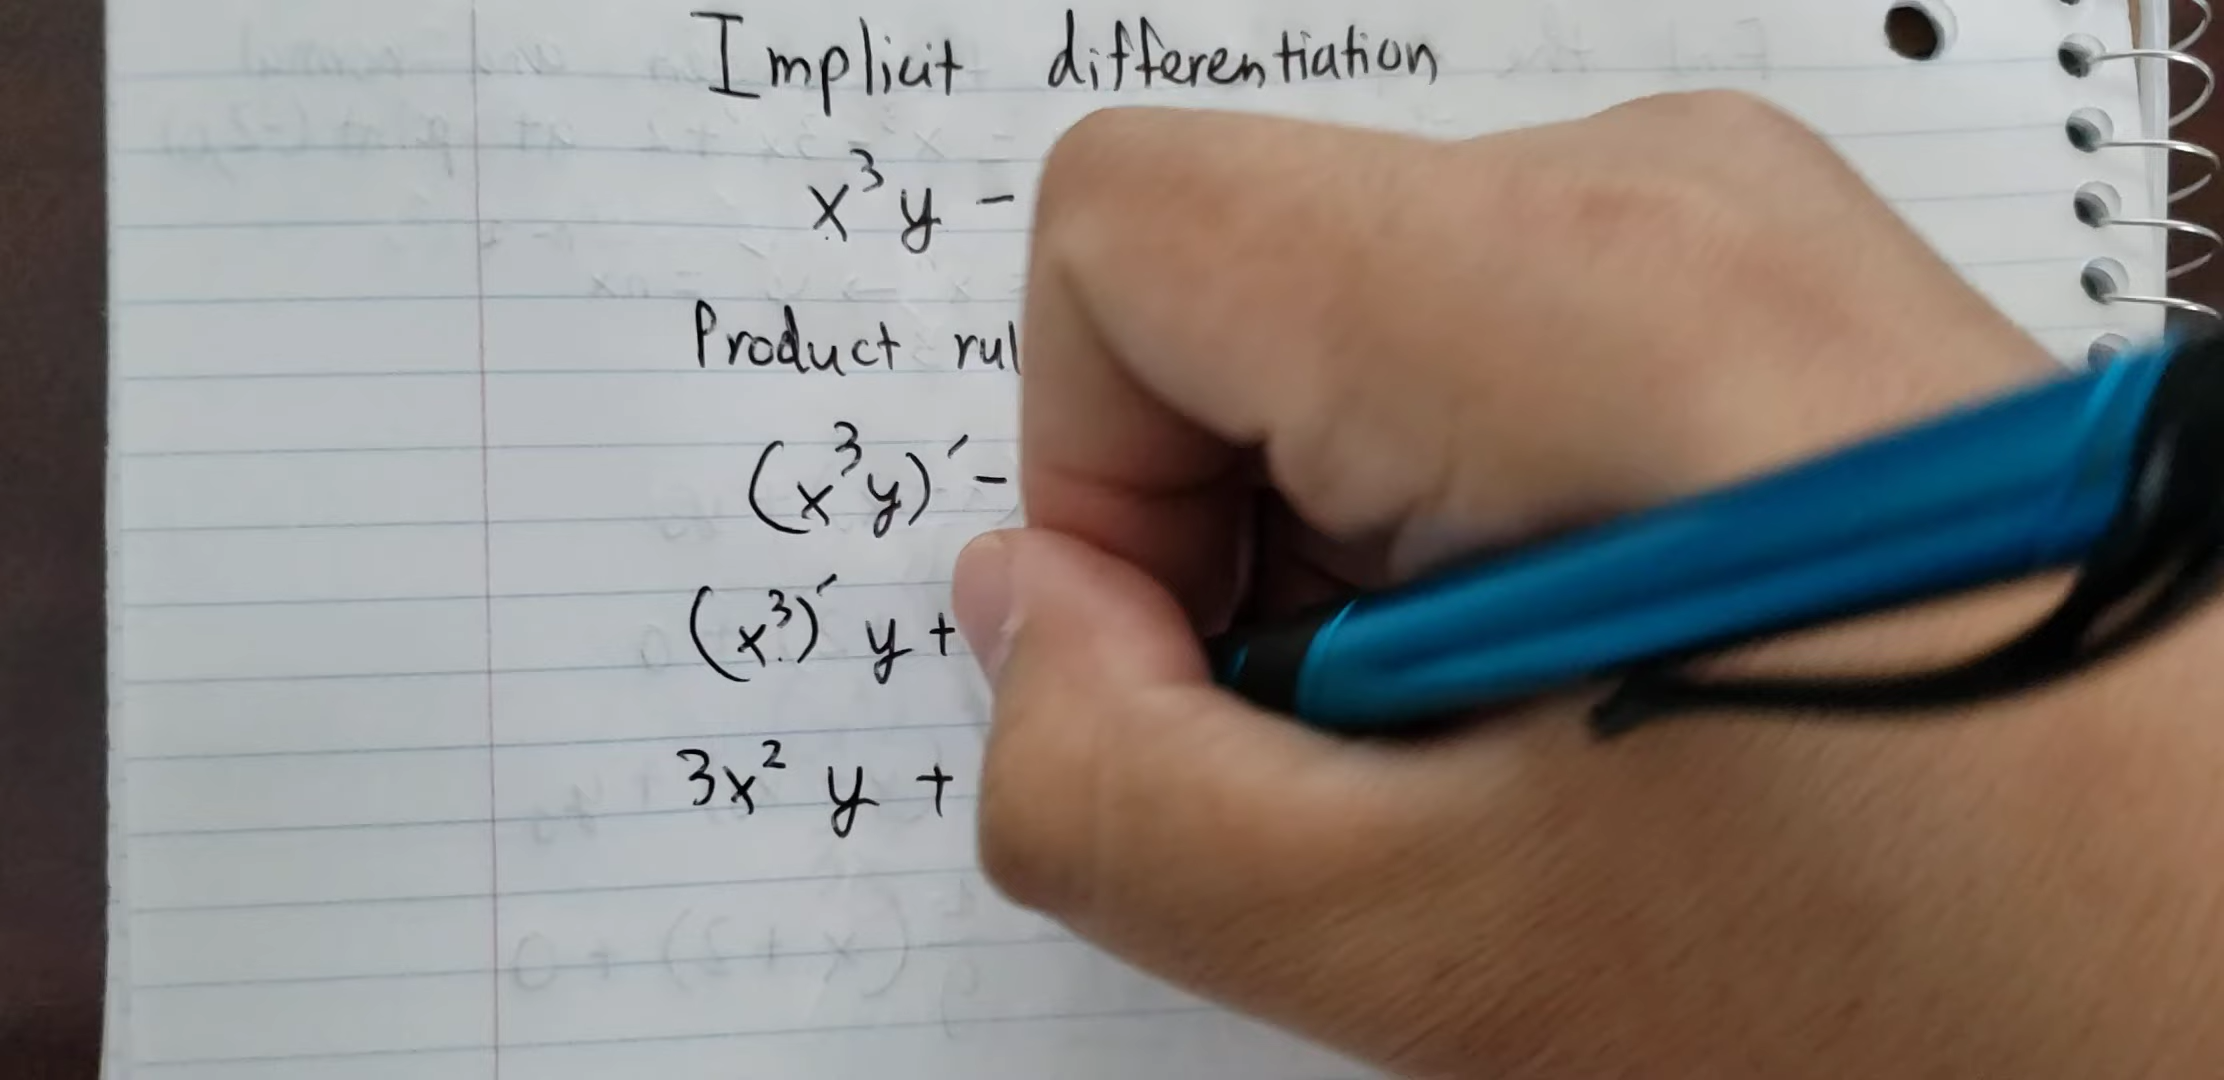 Implicit differentiation
x³y -
Product rul
(x³y)′ -
(x³)′ y +
3x² y +